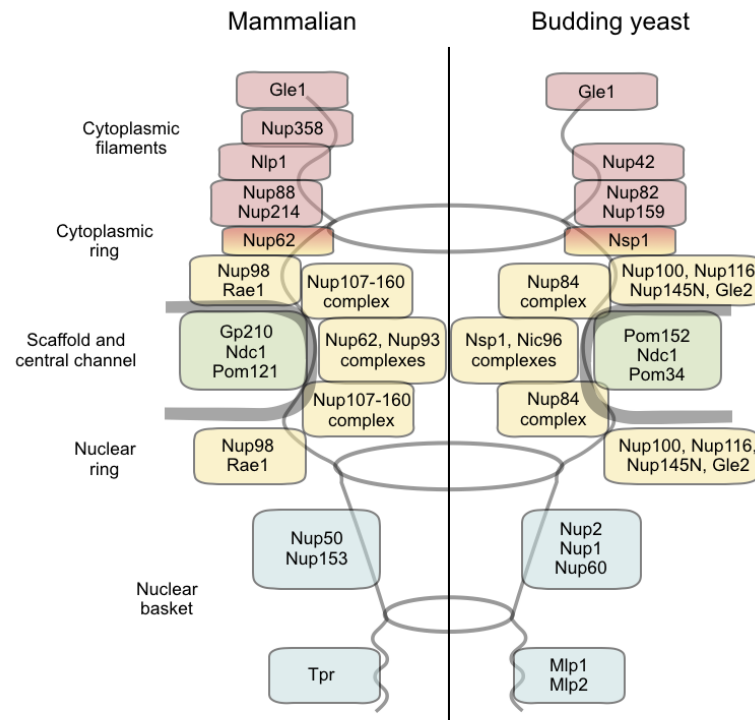 Mammalian
Budding yeast
Gle1
Gle1
Cytoplasmic
filaments
Nup358
Nlp1
Nup42
Nup88
Nup214
Nup82
Nup159
Cytoplasmic
ring
Nup62
Nsp1
Nup98
Rae1
Nup107-160
complex
Nup84
complex
Nup100, Nup116,
Nup145N, Gle2
Scaffold and
central channel
Gp210
Ndc1
Pom121
Nup62, Nup93
complexes
Nsp1, Nic96
complexes
Pom152
Ndc1
Pom34
Nup107-160
complex
Nup84
complex
Nuclear
ring
Nup98
Rae1
Nup100, Nup116,
Nup145N, Gle2
Nup50
Nup153
Nup2
Nup1
Nup60
Nuclear
basket
Tpr
Mlp1
Mlp2